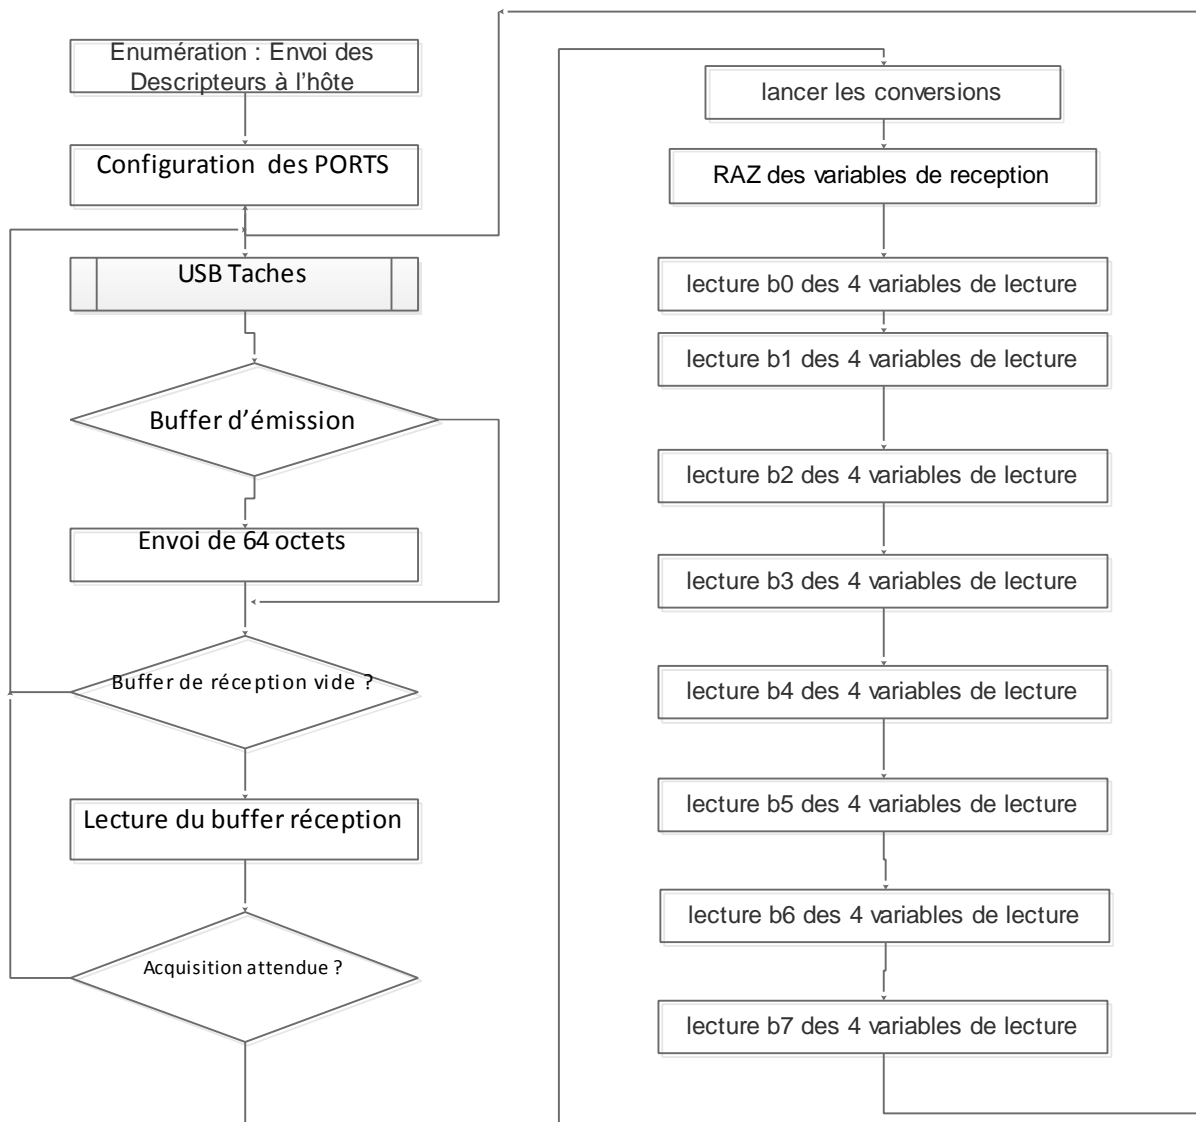 Enumération : Envoi des
Descripteurs à l'hôte
Configuration des PORTS
USB Taches
Buffer d'émission
Envoi de 64 octets
Buffer de réception vide ?
Lecture du buffer réception
Acquisition attendue ?
lancer les conversions
RAZ des variables de reception
lecture b0 des 4 variables de lecture
lecture b1 des 4 variables de lecture
lecture b2 des 4 variables de lecture
lecture b3 des 4 variables de lecture
lecture b4 des 4 variables de lecture
lecture b5 des 4 variables de lecture
lecture b6 des 4 variables de lecture
lecture b7 des 4 variables de lecture